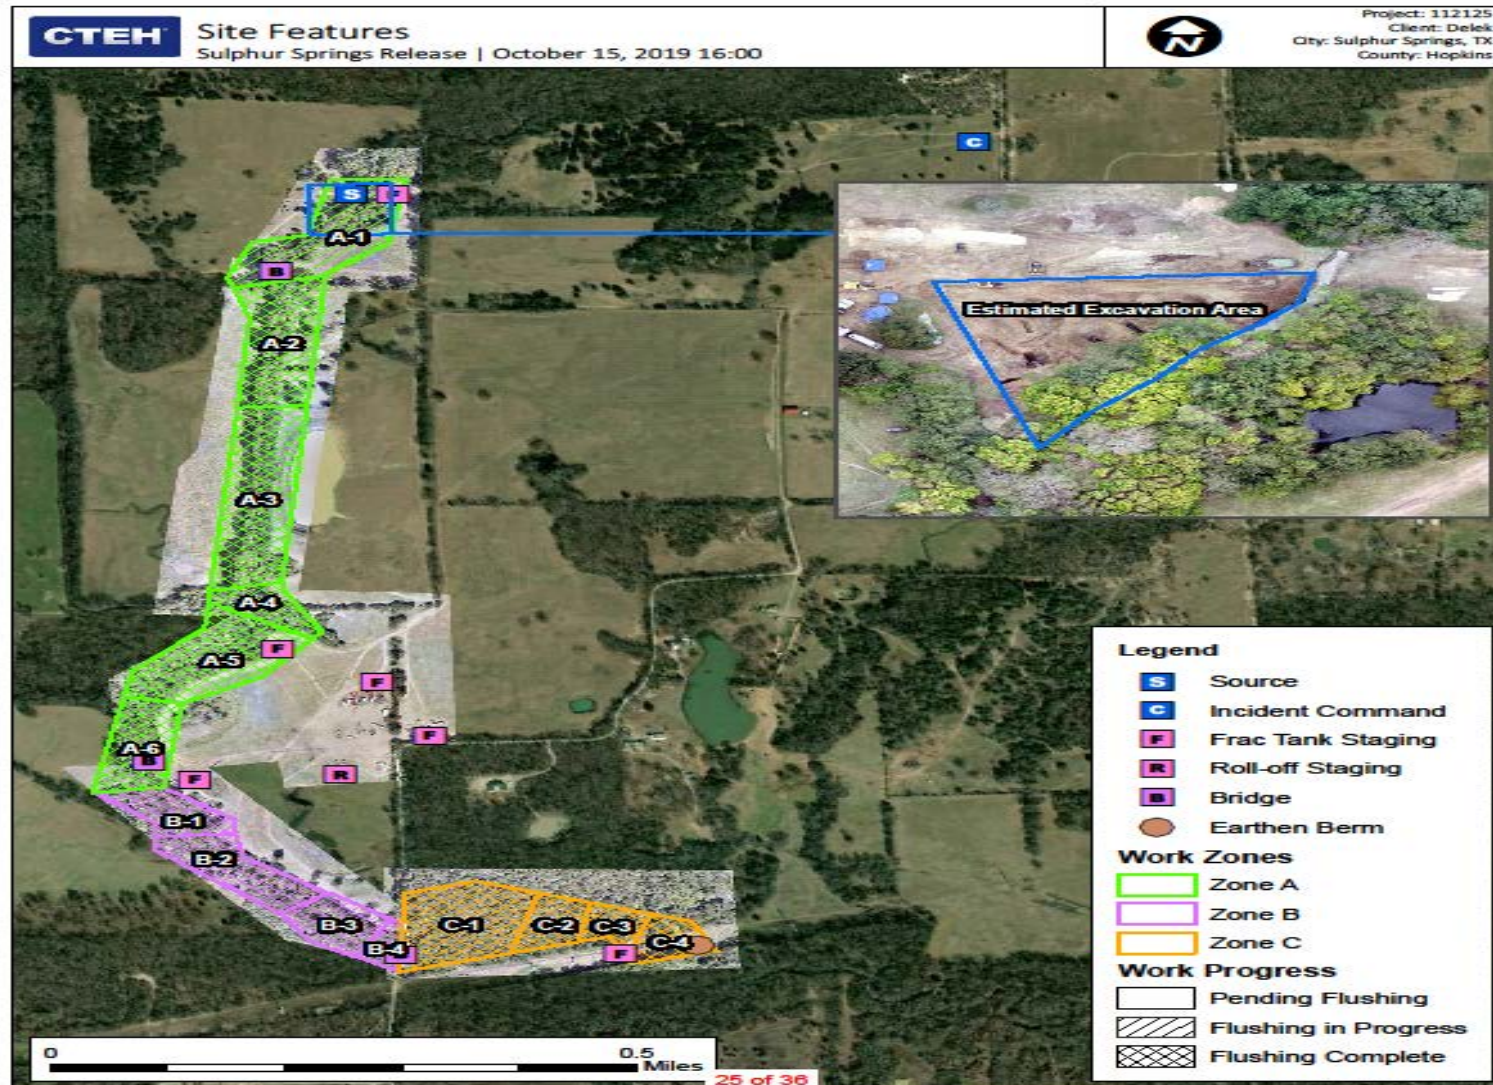 CTEH
Site Features
Sulphur Springs Release | October 15, 2019 16:00
N
Project: 112125
Client: Delek
City: Sulphur Springs, TX
County: Hopkins
C
S
F
A-1
B
Estimated Excavation Area
A-2
A-3
A-4
A-5
F
F
F
A-6
B
F
R
B-1
B-2
B-3
B-4
C-1
C-2
C-3
C-4
F
Legend
S Source
C Incident Command
F Frac Tank Staging
R Roll-off Staging
B Bridge
Earthen Berm
Work Zones
Zone A
Zone B
Zone C
Work Progress
Pending Flushing
Flushing in Progress
Flushing Complete
0 0.5
Miles
25 of 36